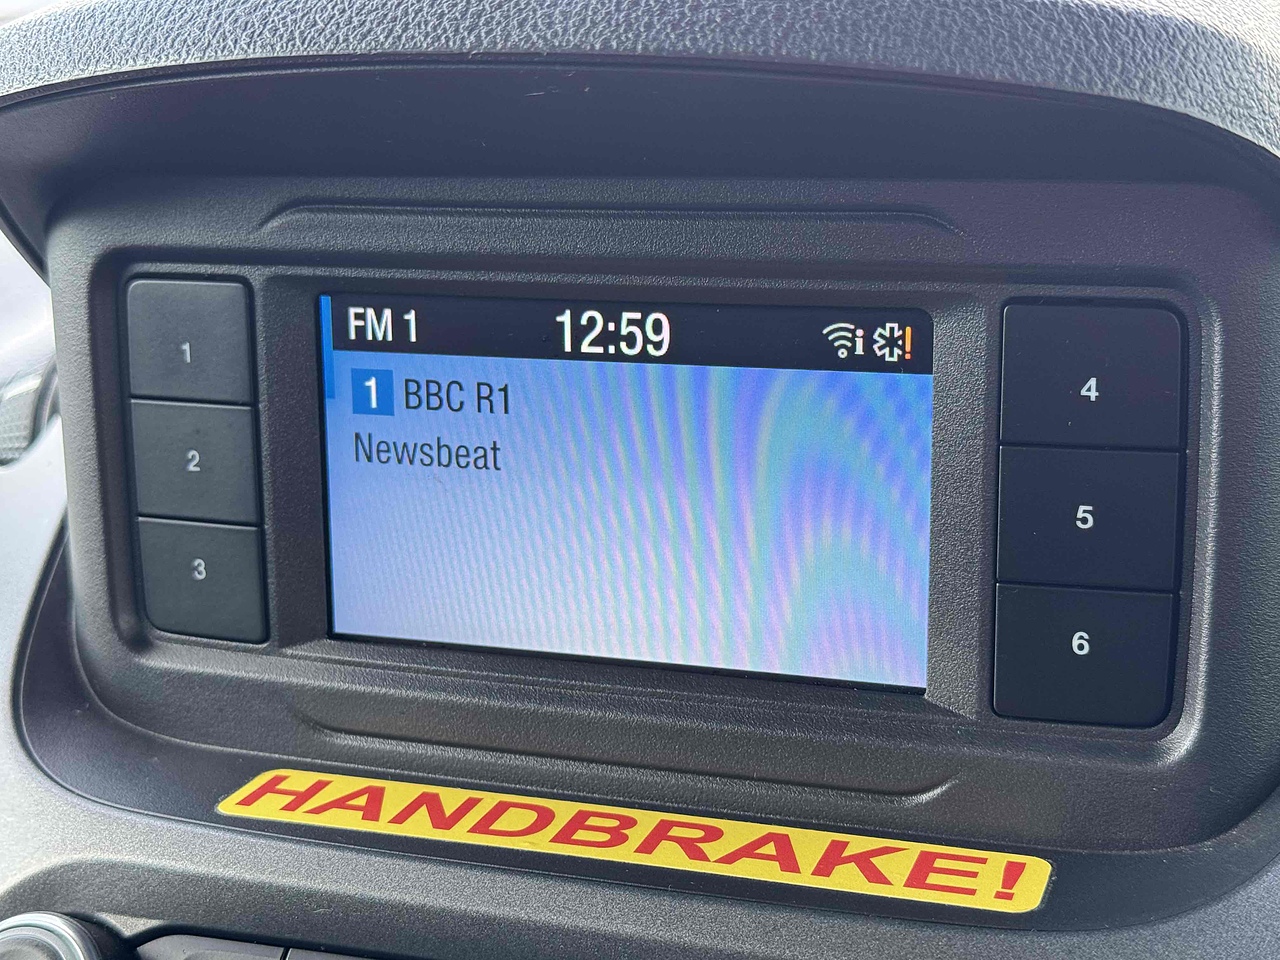 FM 1 12:59 i !
1 BBC R1
Newsbeat
1
2
3
4
5
6
HANDBRAKE!